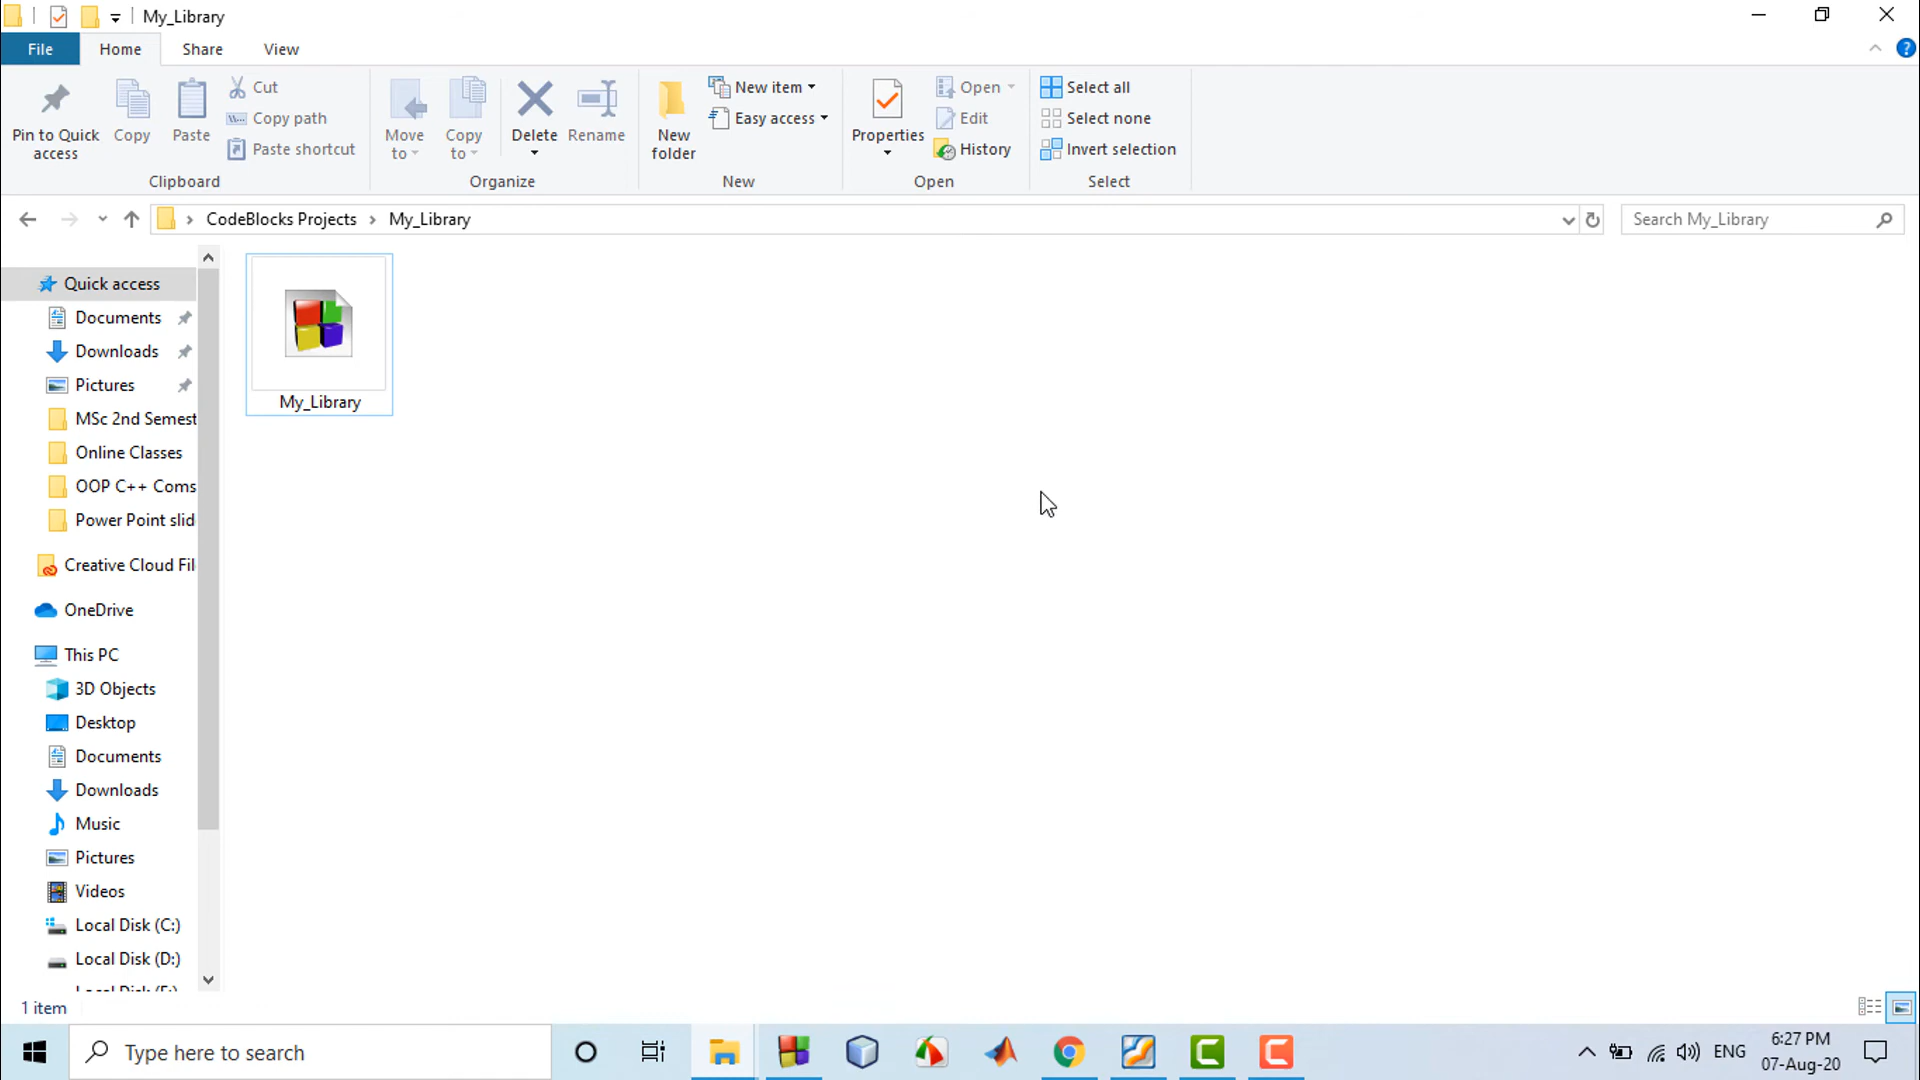 My_Library
File Home Share View
Pin to Quick access
Copy
Paste
Cut
Copy path
Paste shortcut
Clipboard
Move to
Copy to
Delete
Rename
Organize
New folder
New item
Easy access
New
Properties
Open
Edit
History
Open
Select all
Select none
Invert selection
Select
CodeBlocks Projects > My_Library
Search My_Library
Quick access
Documents
Downloads
Pictures
MSc 2nd Semest
Online Classes
OOP C++ Coms
Power Point slid
Creative Cloud Fil
OneDrive
This PC
3D Objects
Desktop
Documents
Downloads
Music
Pictures
Videos
Local Disk (C:)
Local Disk (D:)
My_Library
1 item
Type here to search
ENG
6:27 PM
07-Aug-20